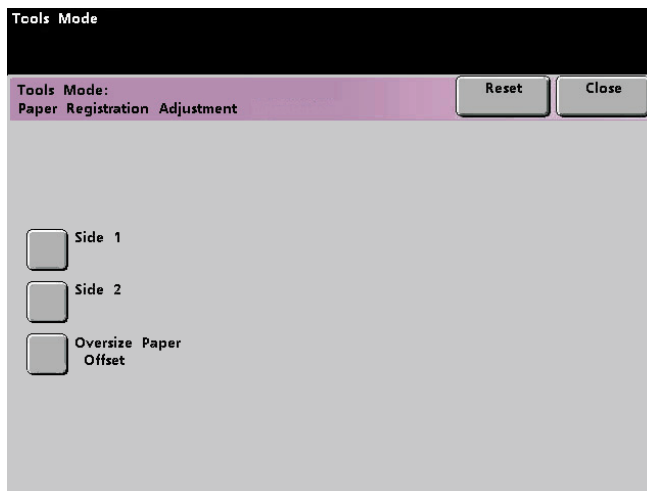 Tools Mode
Tools Mode:
Reset
Close
Paper Registration Adjustment
Side 1
Side 2
Oversize Paper
Offset